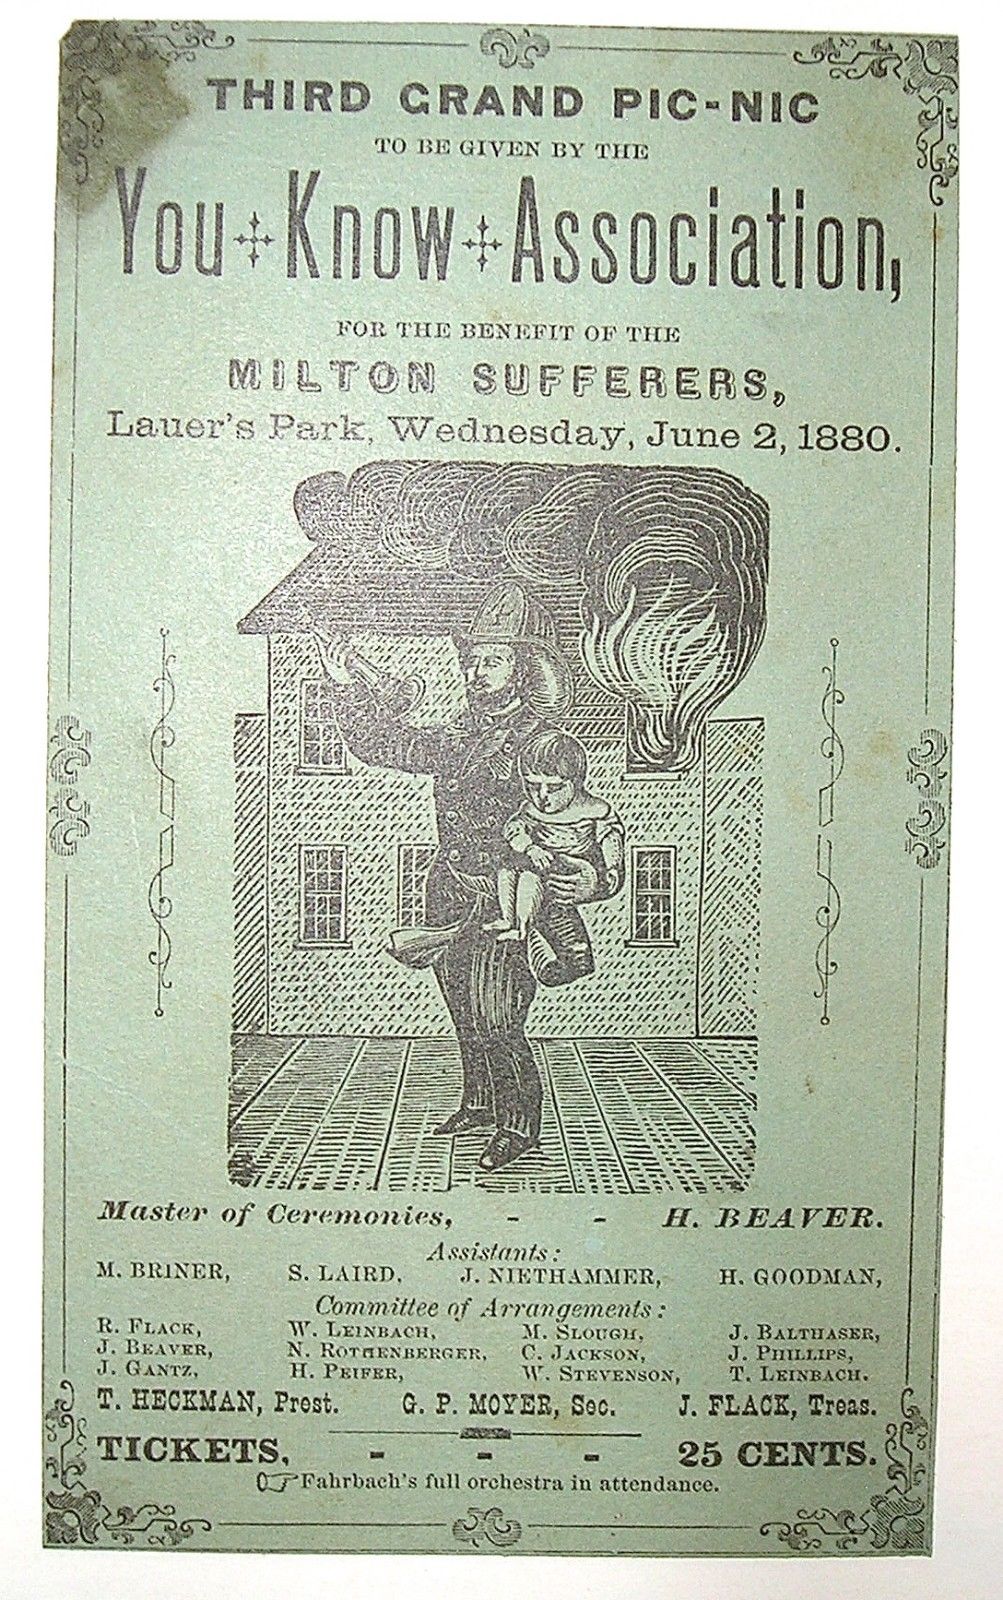 THIRD GRAND PIC-NIC
TO BE GIVEN BY THE
You Know Association,
FOR THE BENEFIT OF THE
MILTON SUFFERERS,
Lauer's Park, Wednesday, June 2, 1880.
Master of Ceremonies, - - H. BEAVER.
Assistants:
M. BRINER, S. LAIRD, J. NIETHAMMER, H. GOODMAN,
Committee of Arrangements:
R. FLACK, W. LEINBACH, M. SLOUGH, J. BALTHASER,
J. BEAVER, N. ROTHENBERGER, C. JACKSON, J. PHILLIPS,
J. GANTZ, H. PEIFER, W. STEVENSON, T. LEINBACH.
T. HECKMAN, Prest. G. P. MOYER, Sec. J. FLACK, Treas.
TICKETS, - - - 25 CENTS.
Fahrbach's full orchestra in attendance.